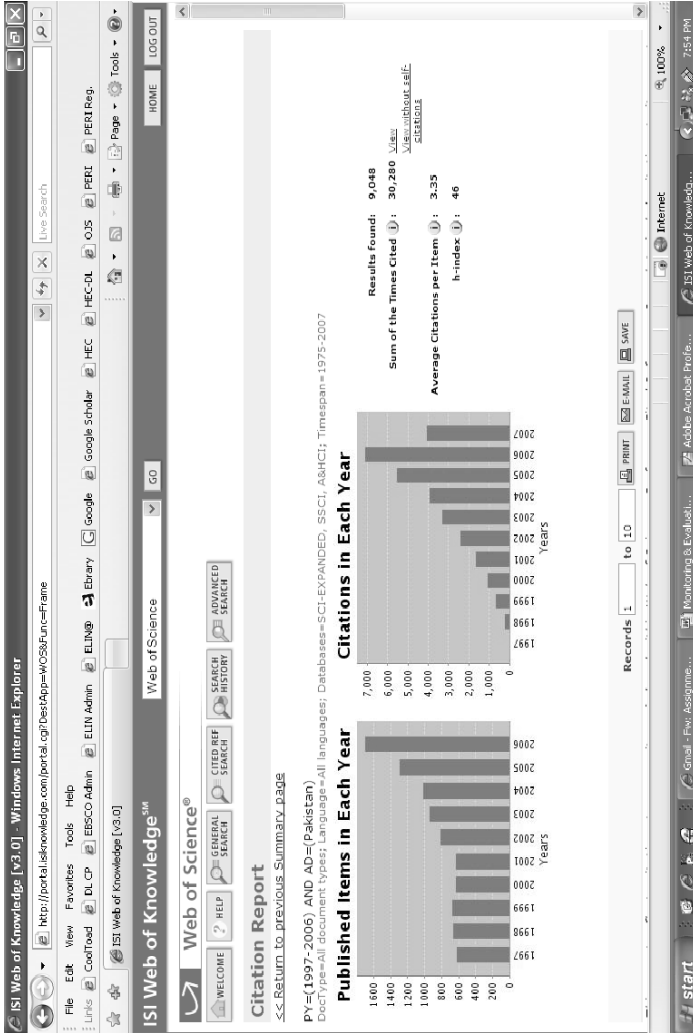 ISI Web of Knowledge [v3.0] - Windows Internet Explorer
http://portal.isiknowledge.com/portal.cgi?DestApp=WOS&Func=Frame
Live Search
File Edit View Favorites Tools Help
Links CoolToad DL CP EBSCO Admin ELIN Admin ELIN@ Ebrary Google Google Scholar HEC HEC-DL OJS PERI PERI Reg.
ISI Web of Knowledge [v3.0]
Page Tools
ISI Web of Knowledge℠
Web of Science
GO
HOME
LOG OUT
Web of Science®
WELCOME
? HELP
GENERAL SEARCH
CITED REF SEARCH
SEARCH HISTORY
ADVANCED SEARCH
Citation Report
<< Return to previous Summary page
PY=(1997-2006) AND AD=(Pakistan)
DocType=All document types; Language=All languages; Databases=SCI-EXPANDED, SSCI, A&HCI; Timespan=1975-2007
Published Items in Each Year
1600
1400
1200
1000
800
600
400
200
0
1997 1998 1999 2000 2001 2002 2003 2004 2005 2006
Years
Citations in Each Year
7,000
6,000
5,000
4,000
3,000
2,000
1,000
0
1997 1998 1999 2000 2001 2002 2003 2004 2005 2006 2007
Years
Results found: 9,048
Sum of the Times Cited i : 30,280
View
View without self-citations
Average Citations per Item i : 3.35
h-index i : 46
Records 1 to 10
PRINT
E-MAIL
SAVE
Internet
100%
start
Gmail - Fw: Assignme...
Monitoring & Evaluati...
Adobe Acrobat Profe...
ISI Web of Knowledg...
7:54 PM